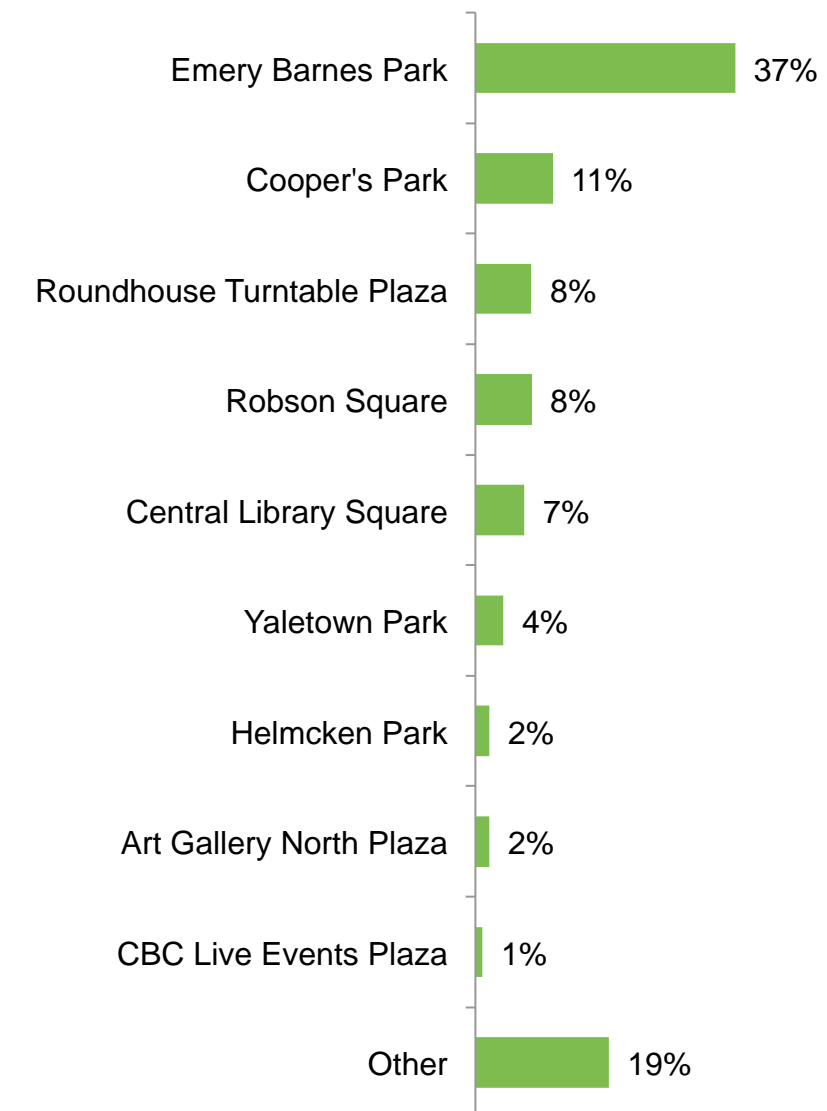 Emery Barnes Park 37%
Cooper's Park 11%
Roundhouse Turntable Plaza 8%
Robson Square 8%
Central Library Square 7%
Yaletown Park 4%
Helmcken Park 2%
Art Gallery North Plaza 2%
CBC Live Events Plaza 1%
Other 19%